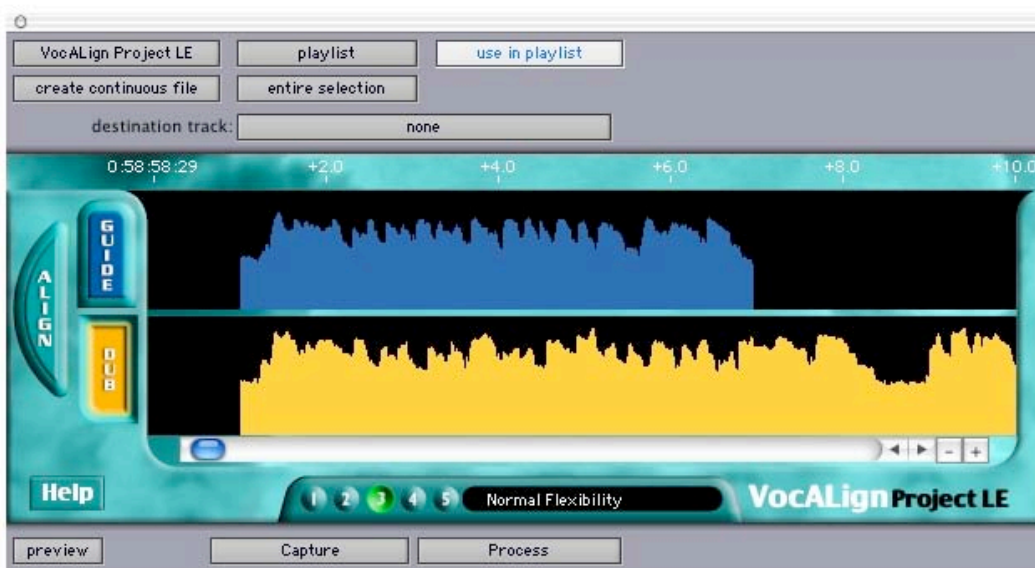 VocALign Project LE
playlist
use in playlist
create continuous file
entire selection
destination track:
none
0:58:58:29
+2.0
+4.0
+6.0
+8.0
+10.0
ALIGN
GUIDE
DUB
- +
Help
1 2 3 4 5
Normal Flexibility
VocALign Project LE
preview
Capture
Process